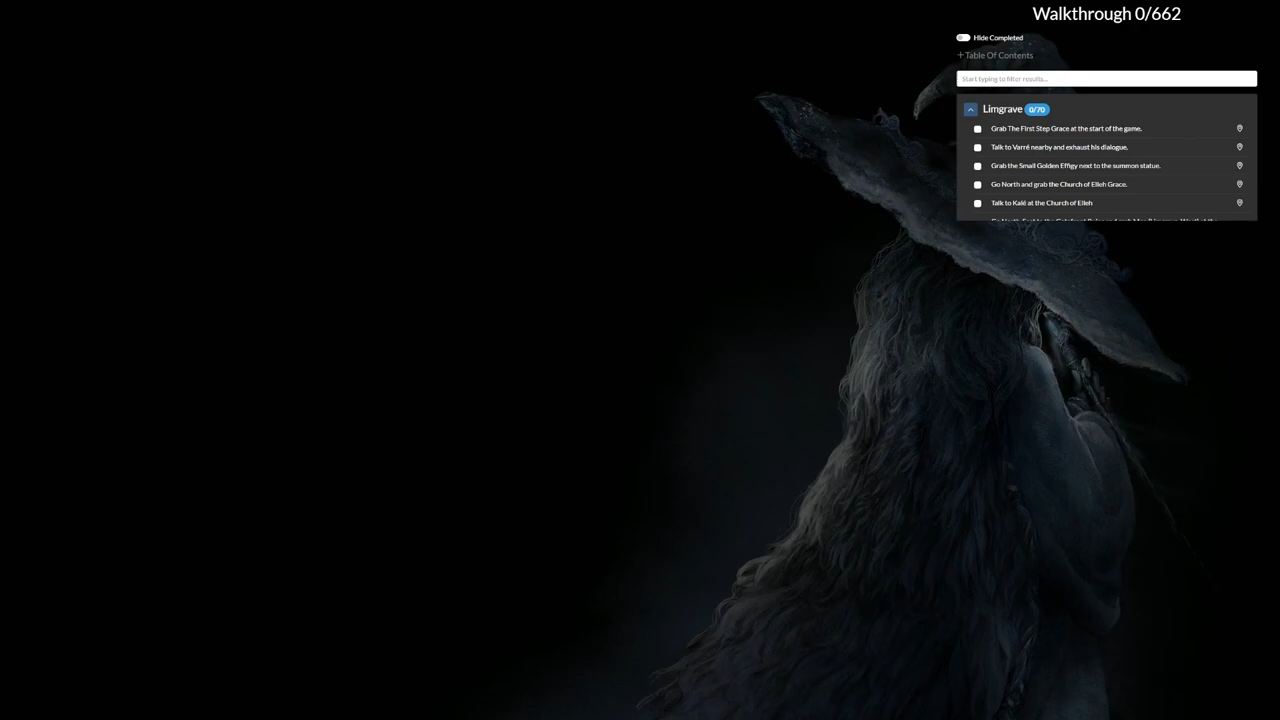 Walkthrough 0/662
Hide Completed
+Table Of Contents
Start typing to filter results...
Limgrave 0/70
Grab The First Step Grace at the start of the game.
Talk to Varré nearby and exhaust his dialogue.
Grab the Small Golden Effigy next to the summon statue.
Go North and grab the Church of Elleh Grace.
Talk to Kalé at the Church of Elleh